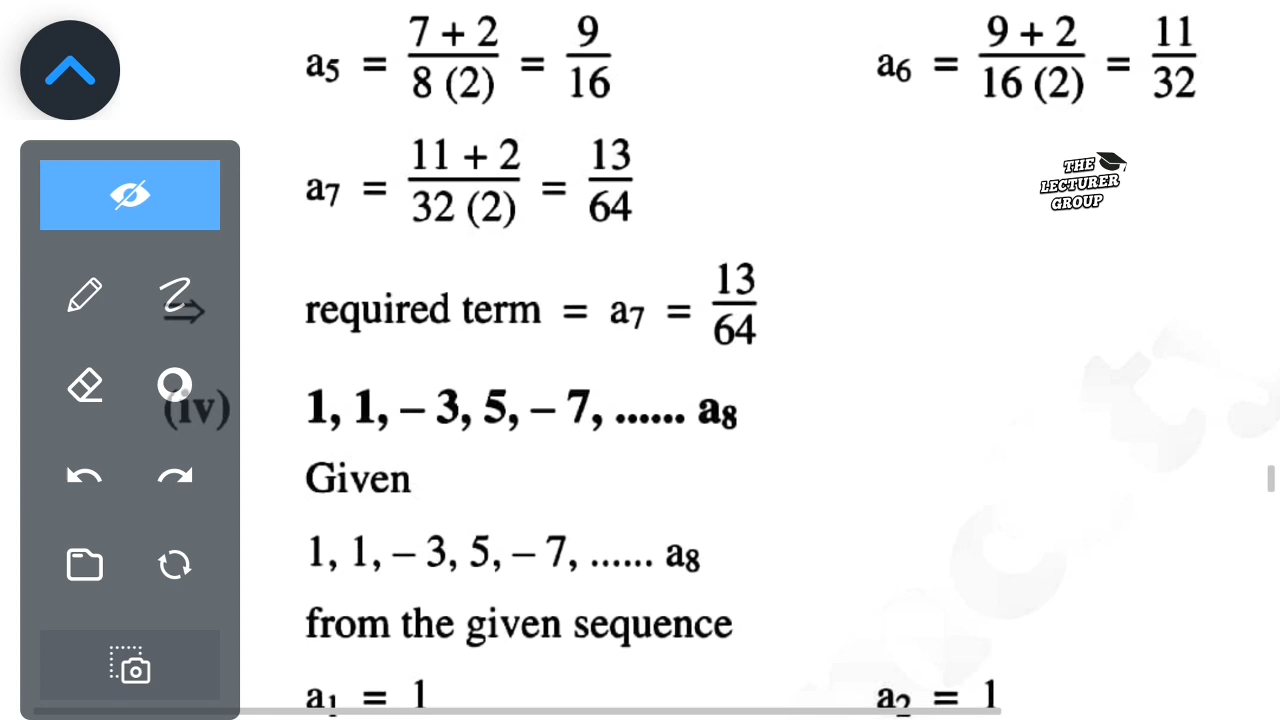 a₅ = (7 + 2)/(8 (2)) = 9/16
a₆ = (9 + 2)/(16 (2)) = 11/32
a₇ = (11 + 2)/(32 (2)) = 13/64
THE
LECTURER
GROUP
⇒ required term = a₇ = 13/64
(iv) 1, 1, – 3, 5, – 7, ...... a₈
Given
1, 1, – 3, 5, – 7, ...... a₈
from the given sequence
a₁ = 1
a₂ = 1